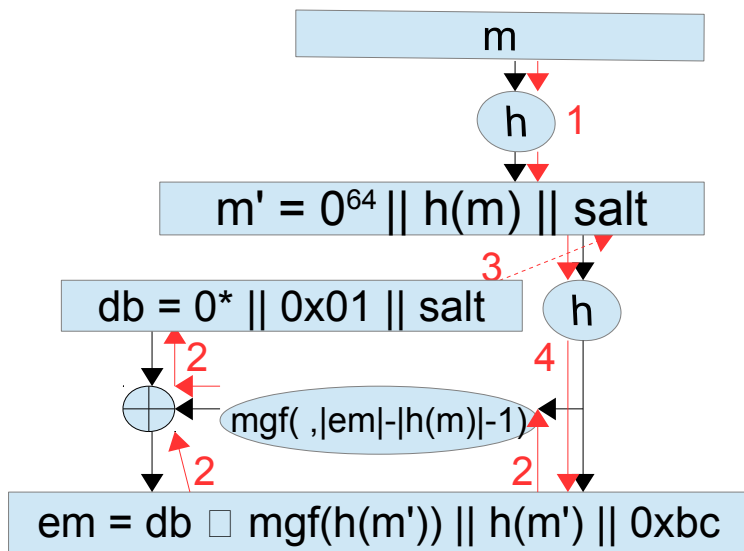 m
h
1
m' = 0⁶⁴ || h(m) || salt
3
db = 0* || 0x01 || salt
h
2
4
mgf( ,|em|-|h(m)|-1)
2
2
em = db □ mgf(h(m')) || h(m') || 0xbc